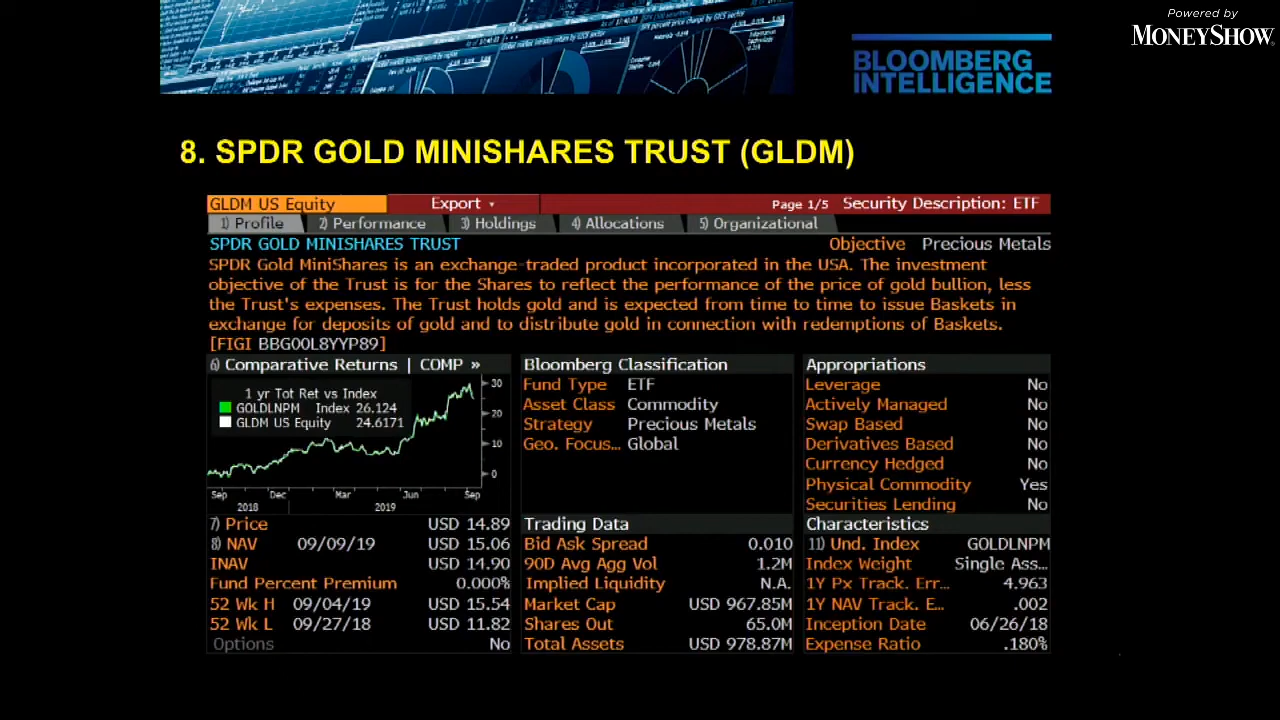 Powered by
MONEYSHOW
BLOOMBERG
INTELLIGENCE
8. SPDR GOLD MINISHARES TRUST (GLDM)
GLDM US Equity Export Page 1/5 Security Description: ETF
1) Profile 2) Performance 3) Holdings 4) Allocations 5) Organizational
SPDR GOLD MINISHARES TRUST Objective Precious Metals
SPDR Gold MiniShares is an exchange-traded product incorporated in the USA. The investment
objective of the Trust is for the Shares to reflect the performance of the price of gold bullion, less
the Trust's expenses. The Trust holds gold and is expected from time to time to issue Baskets in
exchange for deposits of gold and to distribute gold in connection with redemptions of Baskets.
[FIGI BBG00L8YYP89]
6) Comparative Returns | COMP »
1 yr Tot Ret vs Index
GOLDLNPM Index 26.124
GLDM US Equity 24.6171
30
20
10
0
Sep Dec Mar Jun Sep
2018 2019
Bloomberg Classification
Fund Type ETF
Asset Class Commodity
Strategy Precious Metals
Geo. Focus... Global
Appropriations
Leverage No
Actively Managed No
Swap Based No
Derivatives Based No
Currency Hedged No
Physical Commodity Yes
Securities Lending No
7) Price USD 14.89
8) NAV 09/09/19 USD 15.06
INAV USD 14.90
Fund Percent Premium 0.000%
52 Wk H 09/04/19 USD 15.54
52 Wk L 09/27/18 USD 11.82
Options No
Trading Data
Bid Ask Spread 0.010
90D Avg Agg Vol 1.2M
Implied Liquidity N.A.
Market Cap USD 967.85M
Shares Out 65.0M
Total Assets USD 978.87M
Characteristics
11) Und. Index GOLDLNPM
Index Weight Single Ass...
1Y Px Track. Err... 4.963
1Y NAV Track. E... .002
Inception Date 06/26/18
Expense Ratio .180%